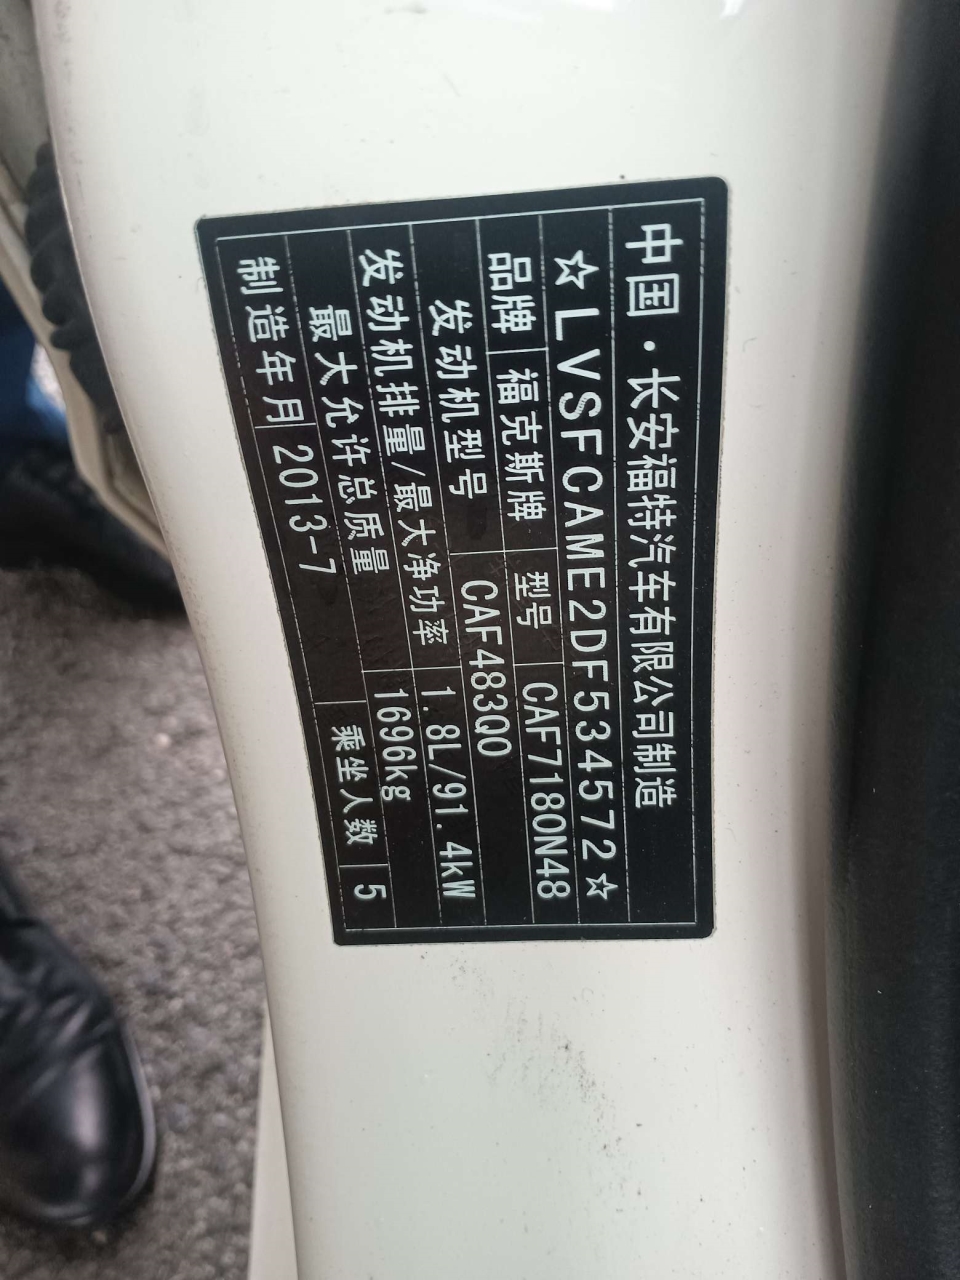 中国·长安福特汽车有限公司制造
☆LVSFCAME2DF534572☆
品牌 福克斯牌 型号 CAF7180N48
发动机型号 CAF483Q0
发动机排量/最大净功率 1.8L/91.4kW
最大允许总质量 1696kg
制造年月 2013-7 乘坐人数 5